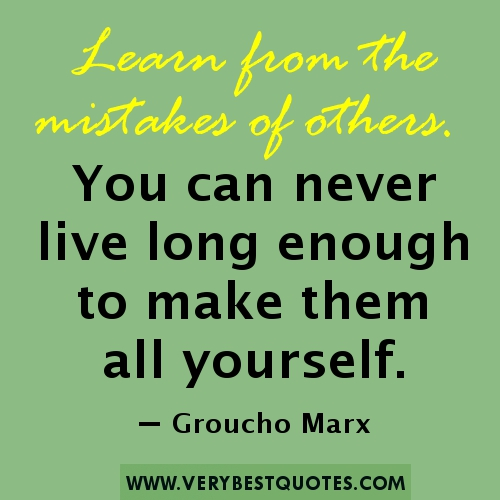 Learn from the
mistakes of others.
You can never
live long enough
to make them
all yourself.
— Groucho Marx
WWW.VERYBESTQUOTES.COM